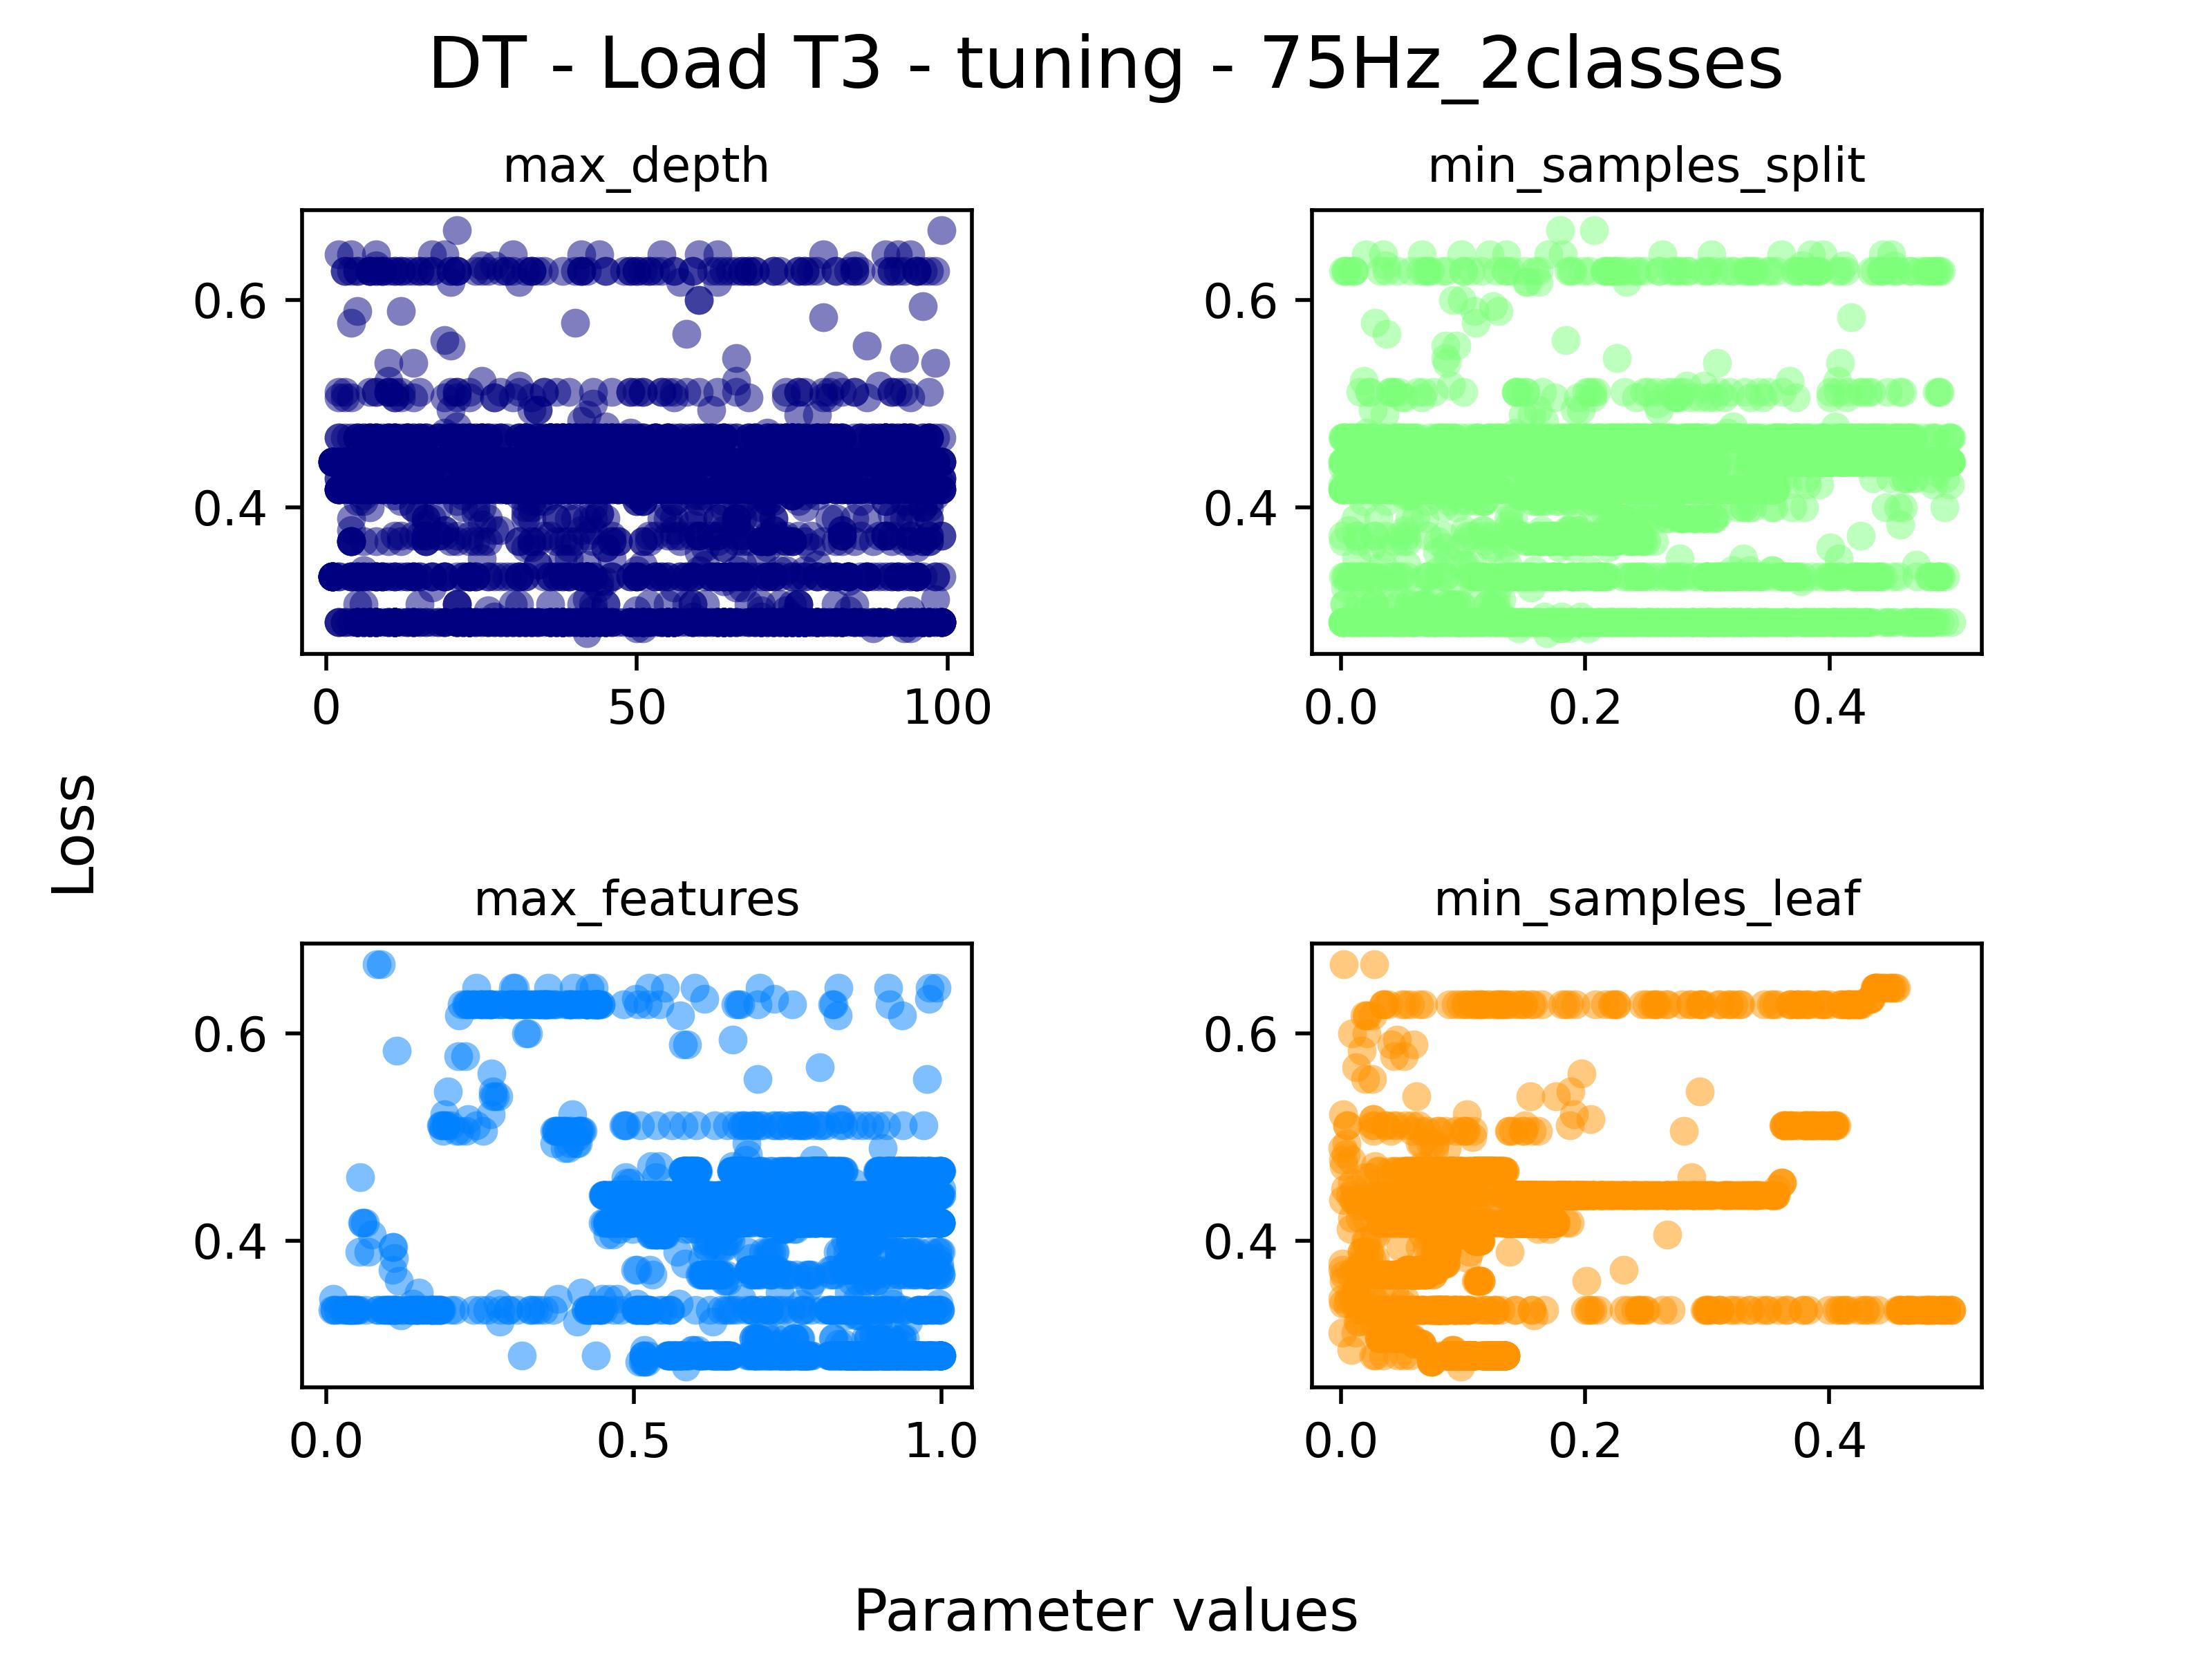 DT - Load T3 - tuning - 75Hz_2classes
max_depth
min_samples_split
0.6
0.4
0
50
100
0.6
0.4
0.0
0.2
0.4
Loss
max_features
min_samples_leaf
0.6
0.4
0.0
0.5
1.0
0.6
0.4
0.0
0.2
0.4
Parameter values